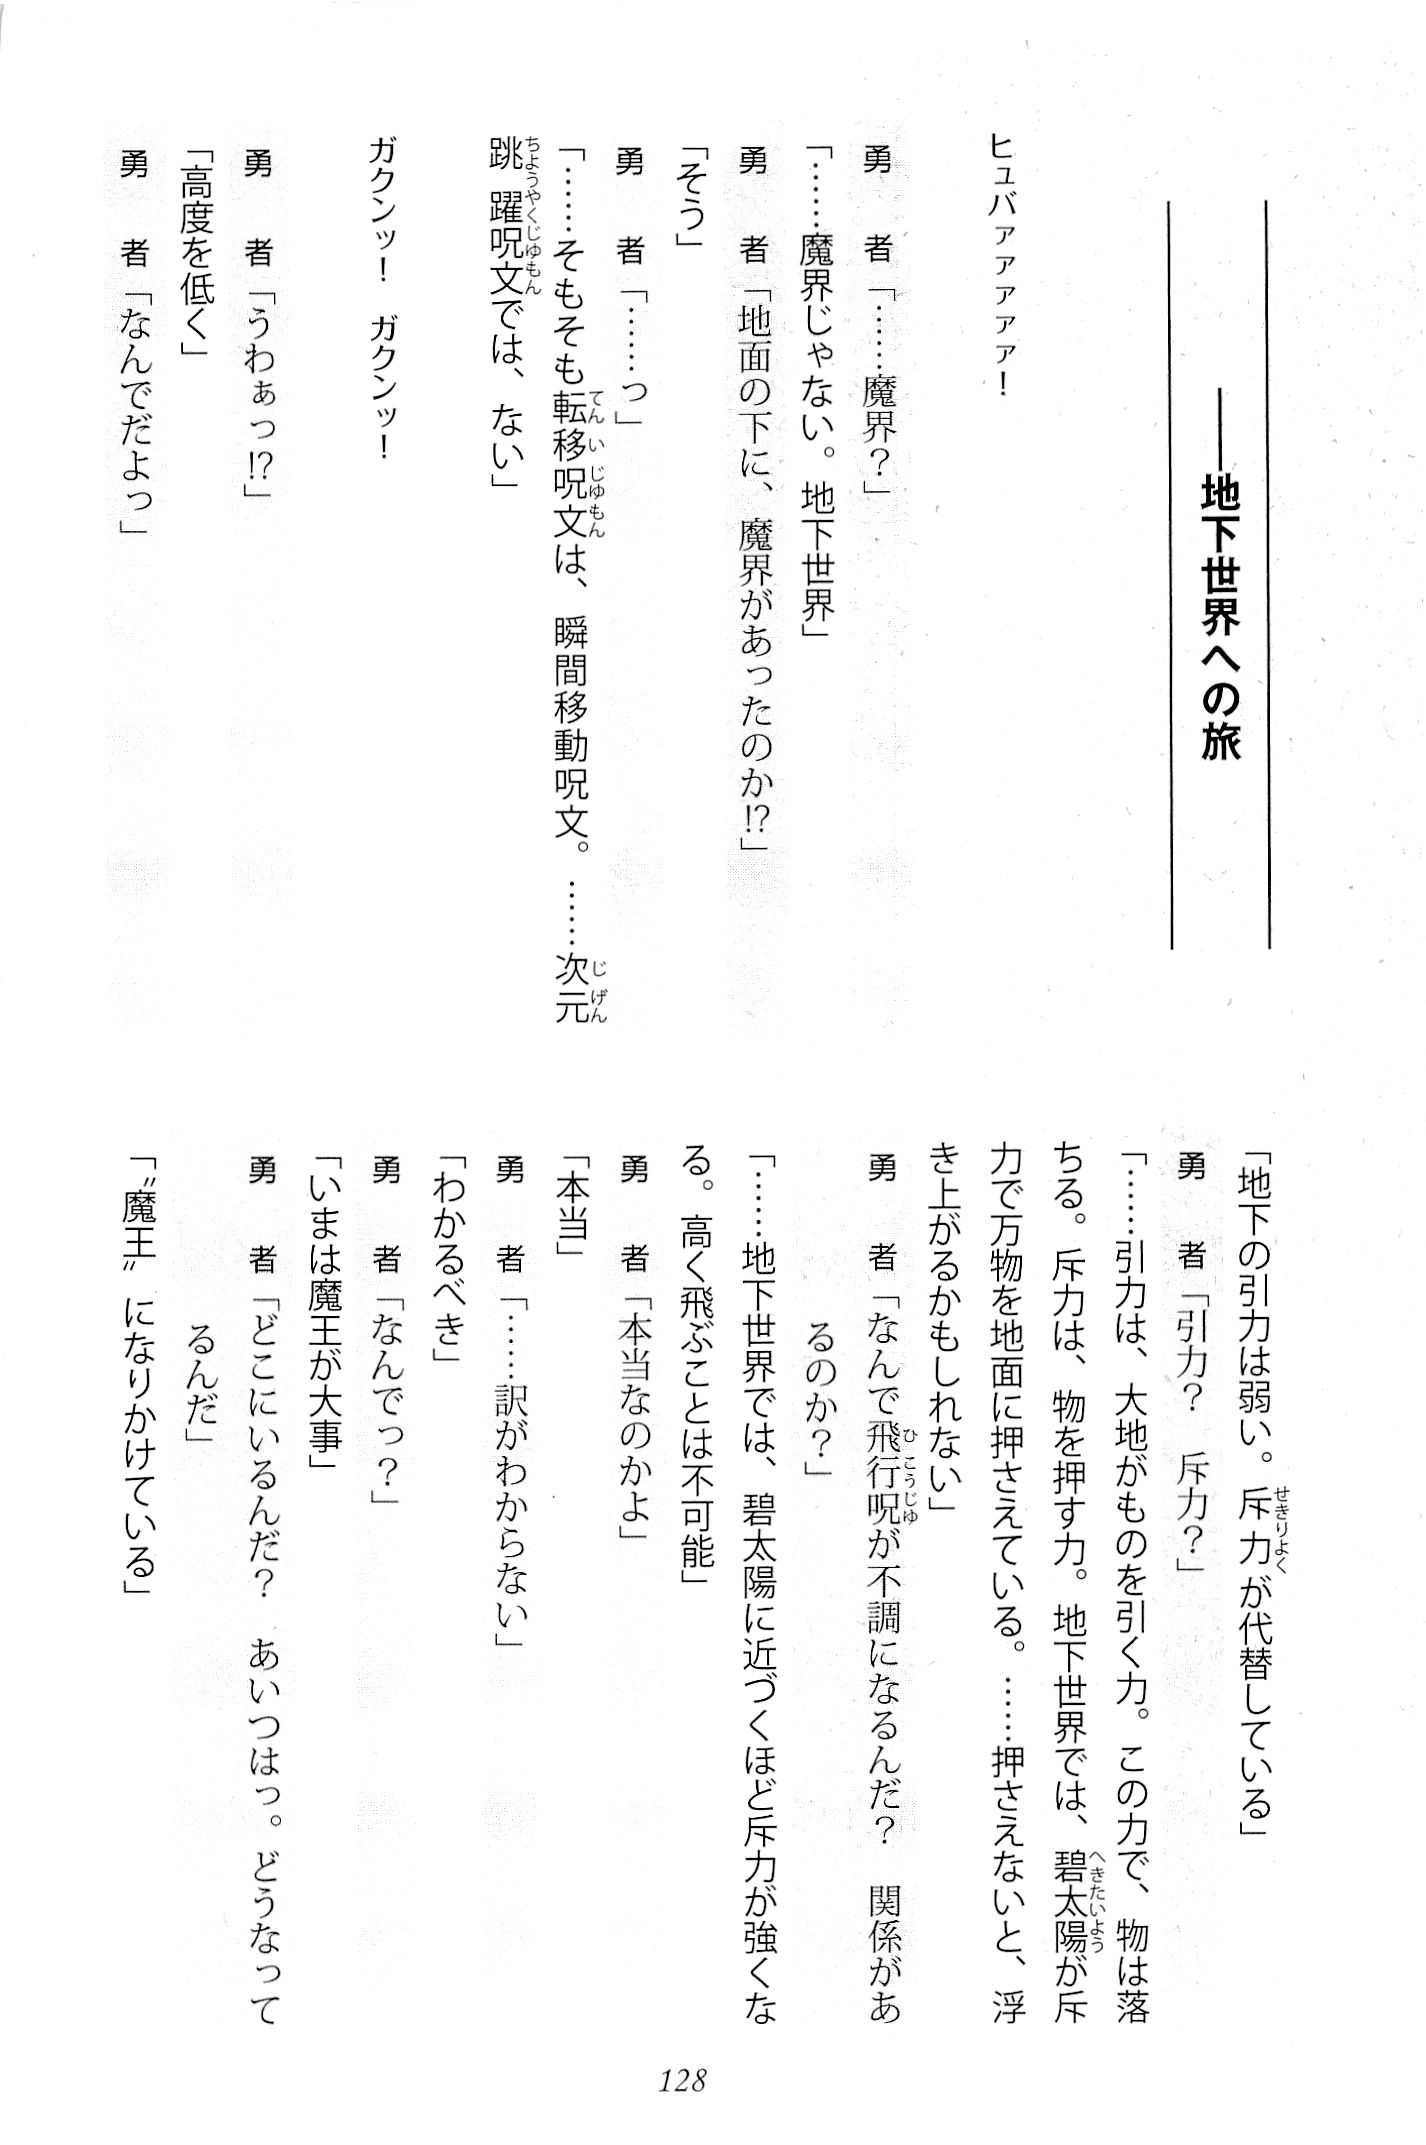 ――地下世界への旅
ヒュバァァァァァ！
勇者「……魔界？」
「……魔界じゃない。地下世界」
勇者「地面の下に、魔界があったのか!?」
「そう」
勇者「……っ」
「……そもそも転移呪文は、瞬間移動呪文。……次元
跳躍呪文では、ない」
ガクンッ！　ガクンッ！
勇者「うわぁっ!?」
「高度を低く」
勇者「なんでだよっ」
「地下の引力は弱い。斥力が代替している」
勇者「引力？　斥力？」
「……引力は、大地がものを引く力。この力で、物は落
ちる。斥力は、物を押す力。地下世界では、碧太陽が斥
力で万物を地面に押さえている。……押さえないと、浮
き上がるかもしれない」
勇者「なんで飛行呪が不調になるんだ？　関係があ
るのか？」
「……地下世界では、碧太陽に近づくほど斥力が強くな
る。高く飛ぶことは不可能」
勇者「本当なのかよ」
「本当」
勇者「……訳がわからない」
「わかるべき」
勇者「なんでっ？」
「いまは魔王が大事」
勇者「どこにいるんだ？　あいつはっ。どうなって
るんだ」
「〝魔王〟になりかけている」
128